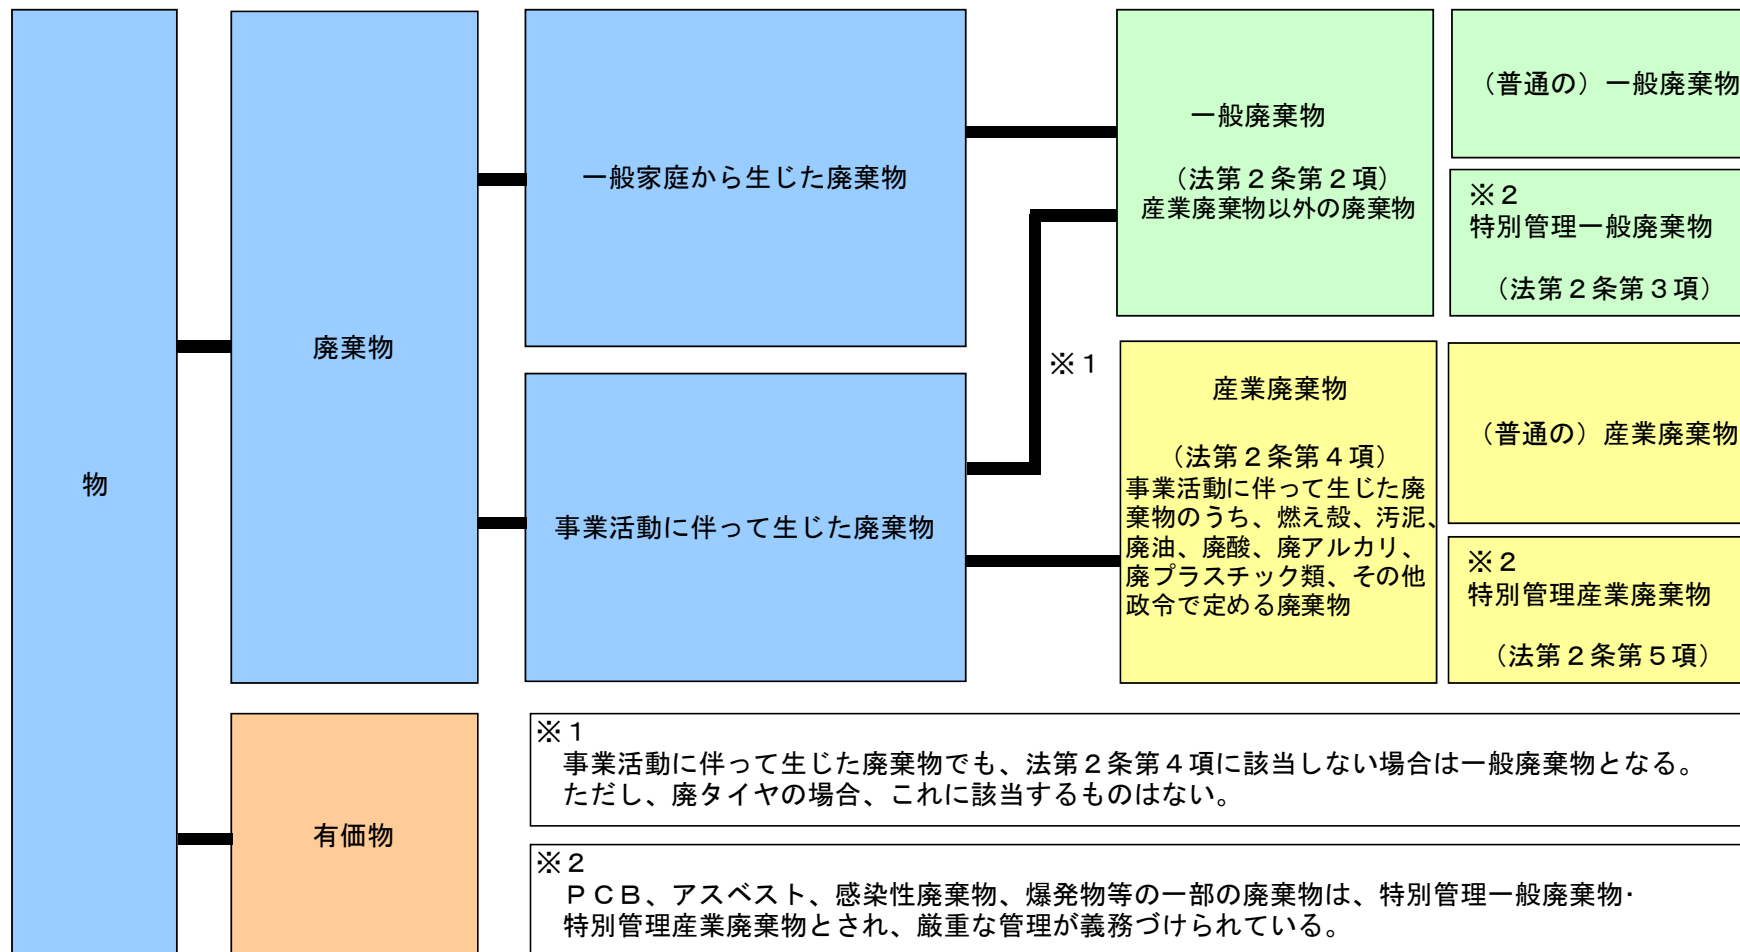 物
廃棄物
有価物
一般家庭から生じた廃棄物
事業活動に伴って生じた廃棄物
※１
一般廃棄物
（法第２条第２項）
産業廃棄物以外の廃棄物
（普通の）一般廃棄物
※２
特別管理一般廃棄物
（法第２条第３項）
産業廃棄物
（法第２条第４項）
事業活動に伴って生じた廃
棄物のうち、燃え殻、汚泥、
廃油、廃酸、廃アルカリ、
廃プラスチック類、その他
政令で定める廃棄物
（普通の）産業廃棄物
※２
特別管理産業廃棄物
（法第２条第５項）
※１
事業活動に伴って生じた廃棄物でも、法第２条第４項に該当しない場合は一般廃棄物となる。
ただし、廃タイヤの場合、これに該当するものはない。
※２
ＰＣＢ、アスベスト、感染性廃棄物、爆発物等の一部の廃棄物は、特別管理一般廃棄物・
特別管理産業廃棄物とされ、厳重な管理が義務づけられている。